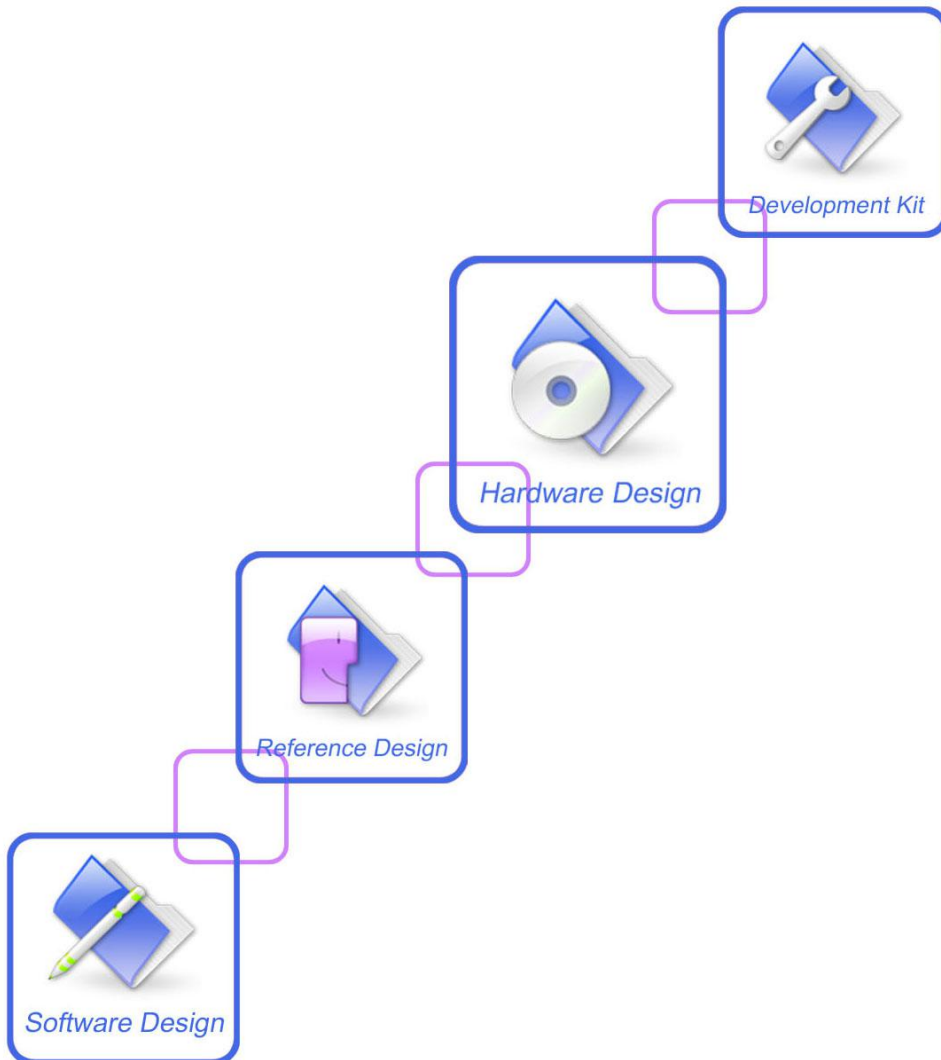 Development Kit
Hardware Design
Reference Design
Software Design